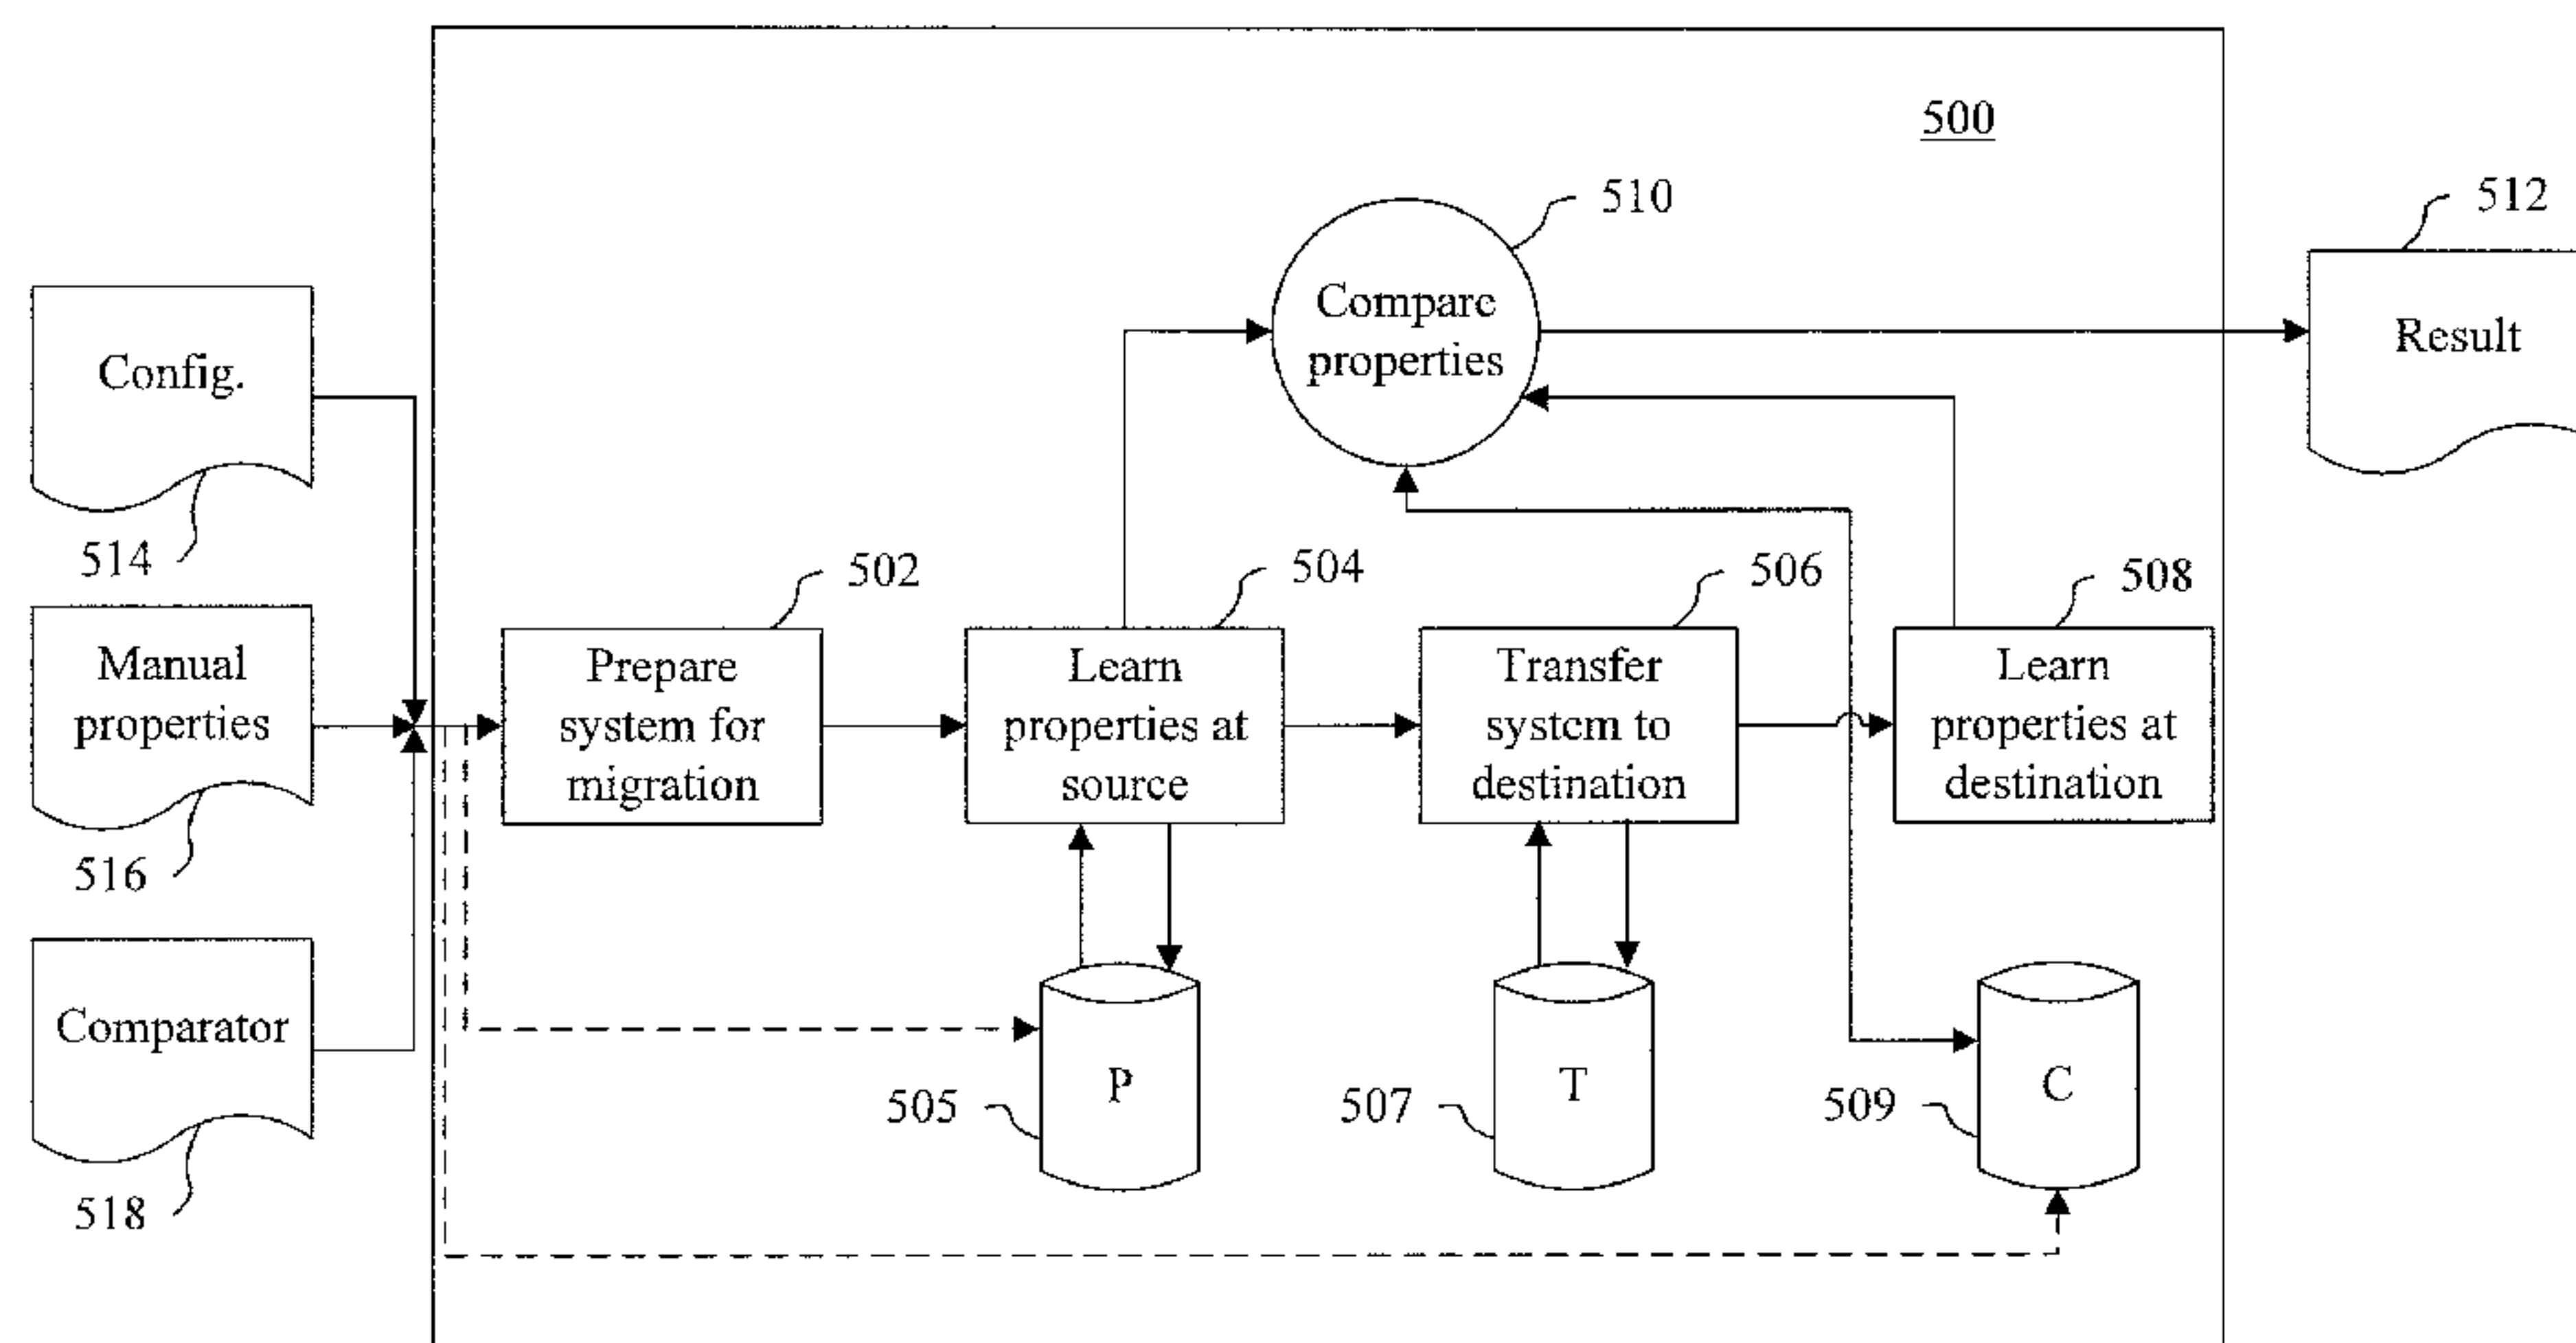 500
510
512
Compare
properties
Result
Config.
514
502
504
506
508
Manual
properties
516
Prepare
system for
migration
Learn
properties at
source
Transfer
system to
destination
Learn
properties at
destination
Comparator
518
P
505
T
507
C
509